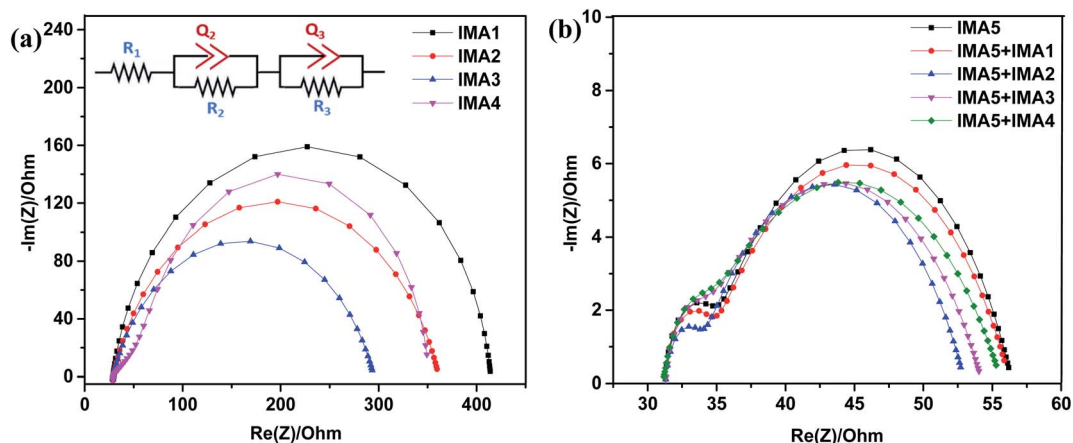 (a)
R1
Q2
R2
Q3
R3
IMA1
IMA2
IMA3
IMA4
240
200
160
120
80
40
0
0
100
200
300
400
-Im(Z)/Ohm
Re(Z)/Ohm
(b)
IMA5
IMA5+IMA1
IMA5+IMA2
IMA5+IMA3
IMA5+IMA4
10
8
6
4
2
0
30
35
40
45
50
55
60
-Im(Z)/Ohm
Re(Z)/Ohm